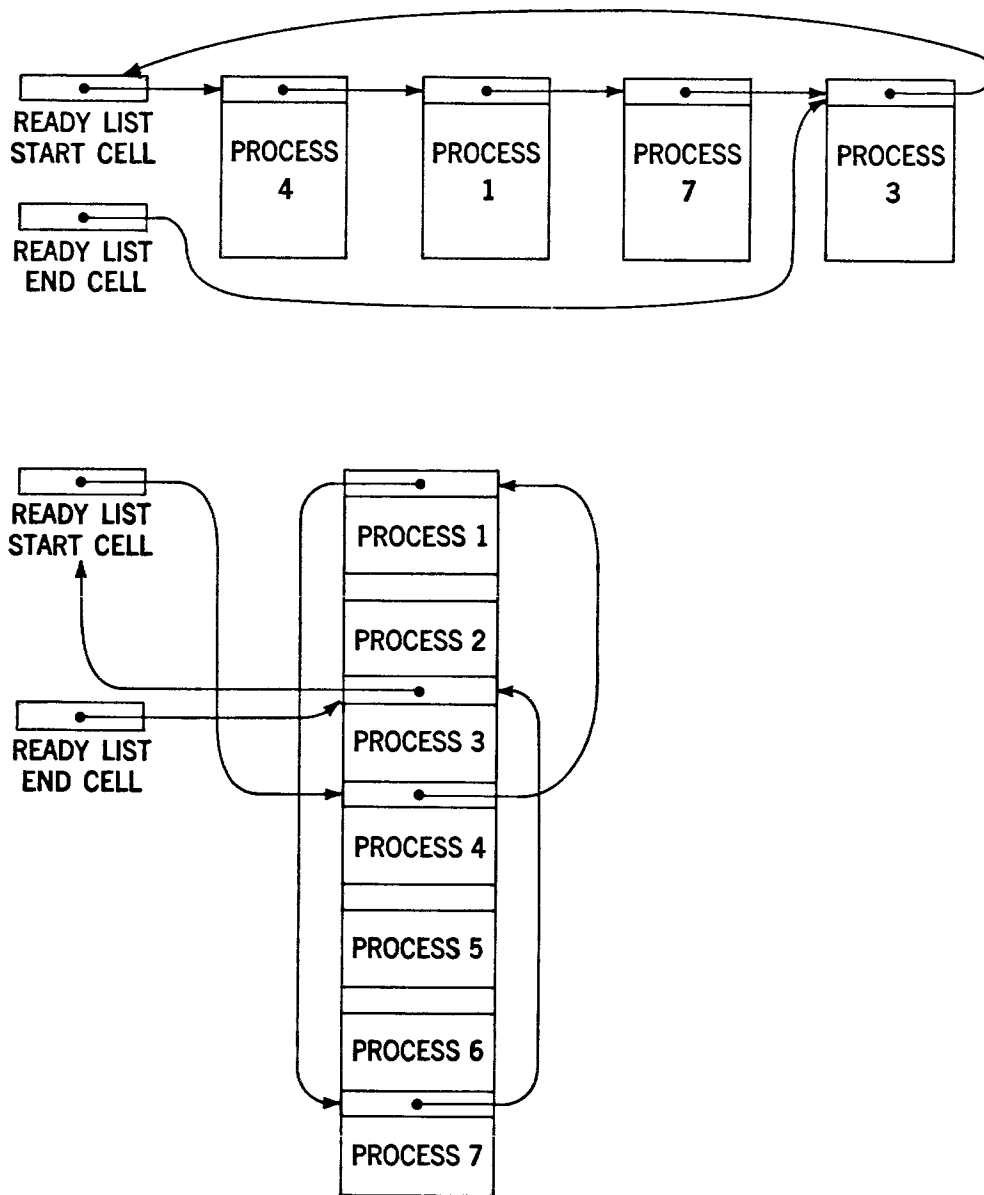 READY LIST
START CELL
PROCESS
4
PROCESS
1
PROCESS
7
PROCESS
3
READY LIST
END CELL
READY LIST
START CELL
PROCESS 1
PROCESS 2
READY LIST
END CELL
PROCESS 3
PROCESS 4
PROCESS 5
PROCESS 6
PROCESS 7